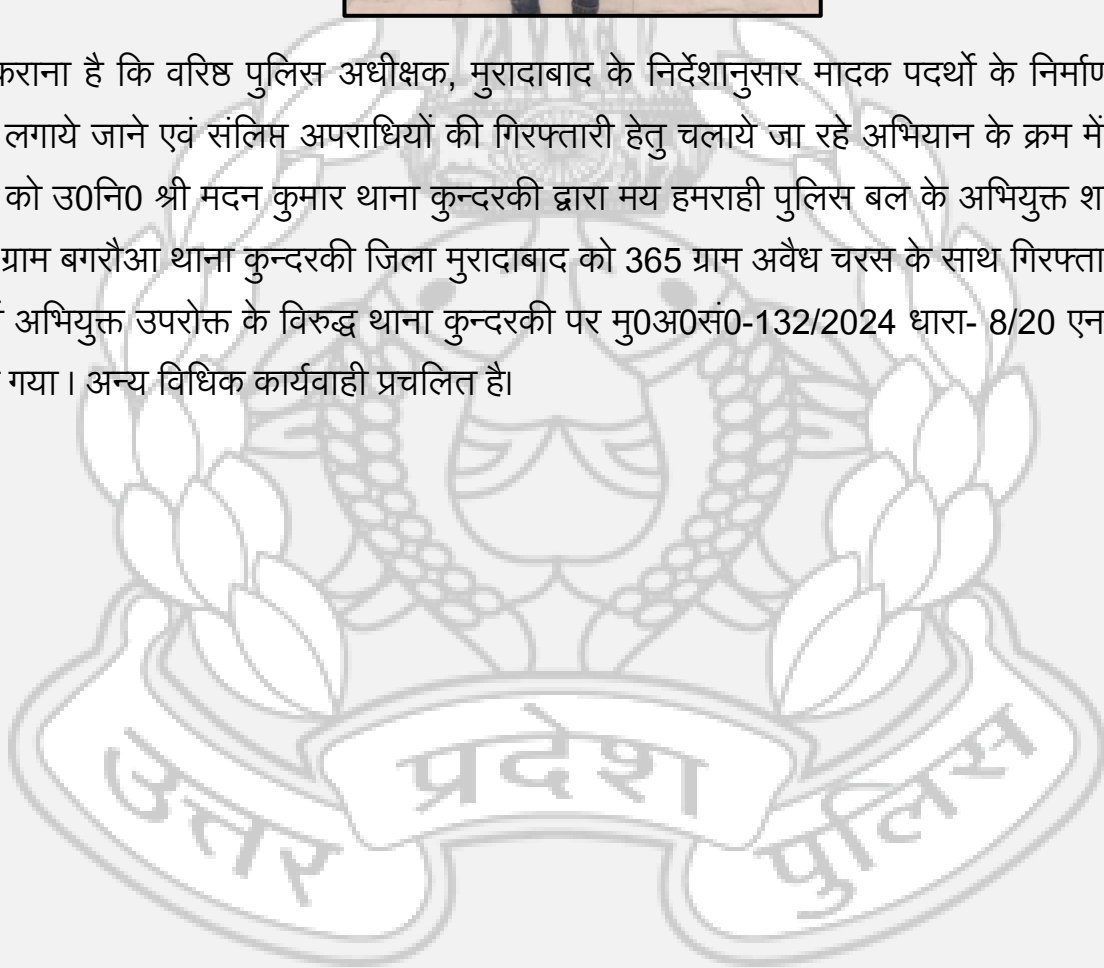 कराना है कि वरिष्ठ पुलिस अधीक्षक, मुरादाबाद के निर्देशानुसार मादक पदर्थो के निर्माण
लगाये जाने एवं संलिप्त अपराधियों की गिरफ्तारी हेतु चलाये जा रहे अभियान के क्रम में
को उ0नि0 श्री मदन कुमार थाना कुन्दरकी द्वारा मय हमराही पुलिस बल के अभियुक्त श
ग्राम बगरौआ थाना कुन्दरकी जिला मुरादाबाद को 365 ग्राम अवैध चरस के साथ गिरफ्ता
अभियुक्त उपरोक्त के विरुद्ध थाना कुन्दरकी पर मु0अ0सं0-132/2024 धारा- 8/20 एन
गया । अन्य विधिक कार्यवाही प्रचलित है।
उत्तर प्रदेश पुलिस